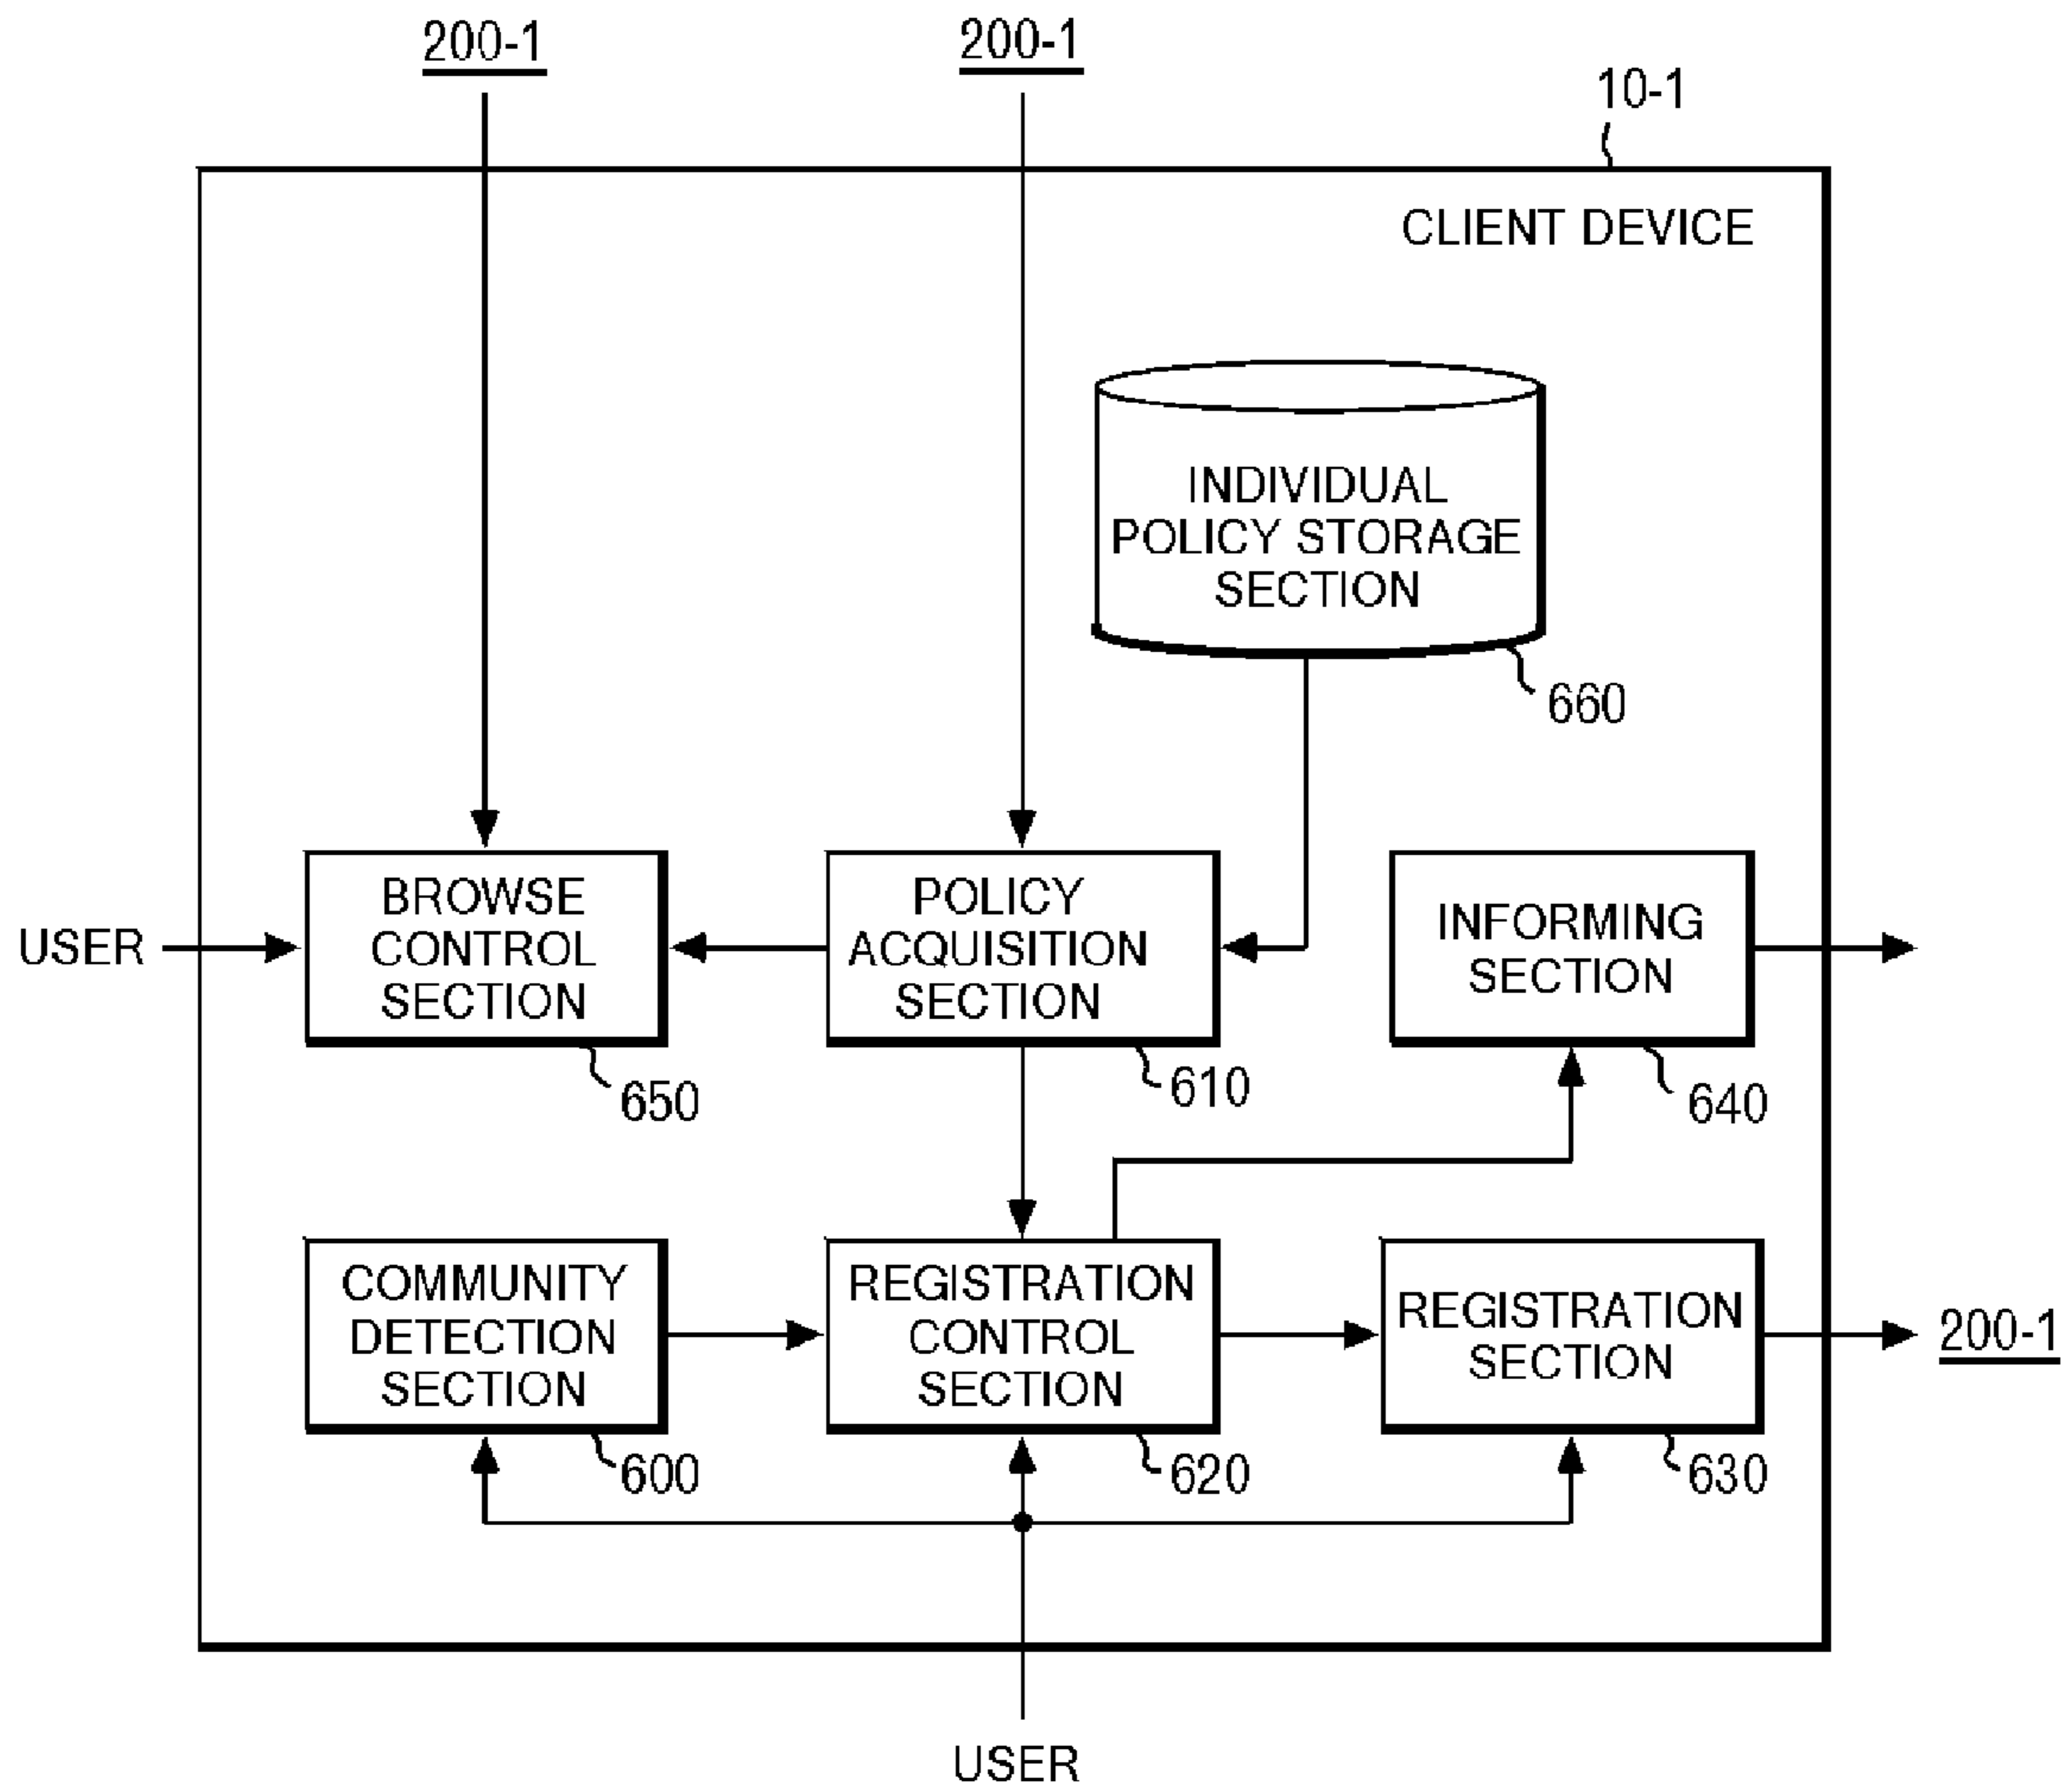 200-1
200-1
10-1
CLIENT DEVICE
INDIVIDUAL
POLICY STORAGE
SECTION
660
USER
BROWSE
CONTROL
SECTION
650
POLICY
ACQUISITION
SECTION
610
INFORMING
SECTION
640
COMMUNITY
DETECTION
SECTION
600
REGISTRATION
CONTROL
SECTION
620
REGISTRATION
SECTION
630
200-1
USER